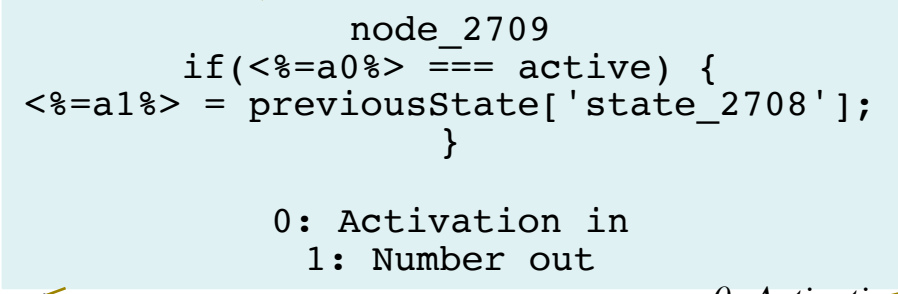 node_2709
if(<%=a0%> === active) {
<%=a1%> = previousState['state_2708'];
}
0: Activation in
1: Number out